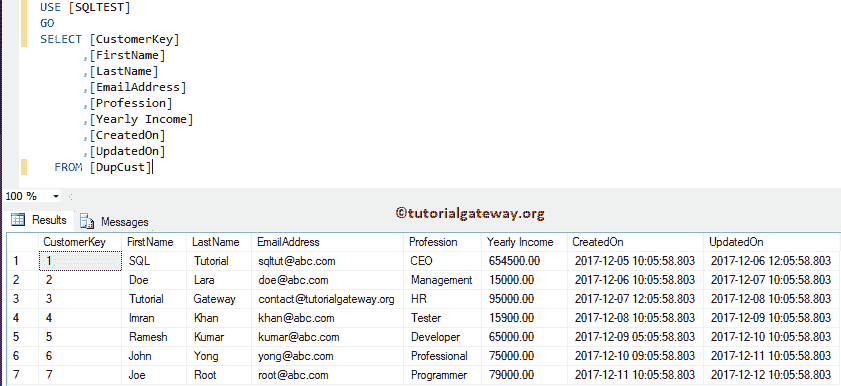 USE [SQLTEST]
GO
SELECT [CustomerKey]
,[FirstName]
,[LastName]
,[EmailAddress]
,[Profession]
,[Yearly Income]
,[CreatedOn]
,[UpdatedOn]
FROM [DupCust]
100 %
©tutorialgateway.org
Results Messages
CustomerKey FirstName LastName EmailAddress Profession Yearly Income CreatedOn UpdatedOn
1 1 SQL Tutorial sqltut@abc.com CEO 654500.00 2017-12-05 10:05:58.803 2017-12-06 12:05:58.803
2 2 Doe Lara doe@abc.com Management 15000.00 2017-12-06 10:05:58.803 2017-12-07 10:05:58.803
3 3 Tutorial Gateway contact@tutorialgateway.org HR 95000.00 2017-12-07 12:05:58.803 2017-12-08 10:05:58.803
4 4 Imran Khan khan@abc.com Tester 15900.00 2017-12-08 10:05:58.803 2017-12-09 10:05:58.803
5 5 Ramesh Kumar kumar@abc.com Developer 65000.00 2017-12-09 05:05:58.803 2017-12-10 10:05:58.803
6 6 John Yong yong@abc.com Professional 75000.00 2017-12-10 09:05:58.803 2017-12-11 10:05:58.803
7 7 Joe Root root@abc.com Programmer 79000.00 2017-12-11 10:05:58.803 2017-12-12 10:05:58.803